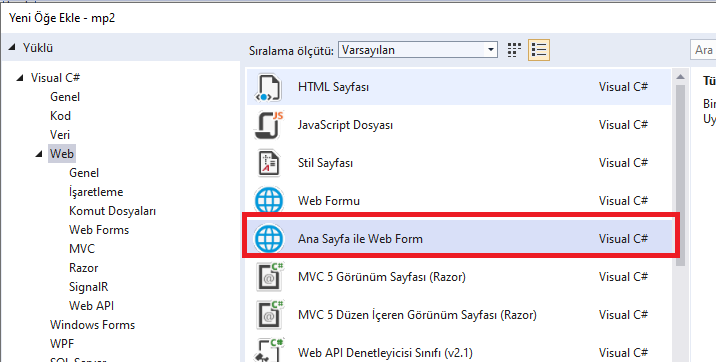 Yeni Öğe Ekle - mp2
Yüklü
Sıralama ölçütü: Varsayılan
Ara
Visual C#
Genel
Kod
Veri
Web
Genel
İşaretleme
Komut Dosyaları
Web Forms
MVC
Razor
SignalR
Web API
Windows Forms
WPF
SQL Server
HTML Sayfası Visual C#
JavaScript Dosyası Visual C#
Stil Sayfası Visual C#
Web Formu Visual C#
Ana Sayfa ile Web Form Visual C#
MVC 5 Görünüm Sayfası (Razor) Visual C#
MVC 5 Düzen İçeren Görünüm Sayfası (Razor) Visual C#
Web API Denetleyicisi Sınıfı (v2.1) Visual C#
Tü
Bir
Uy